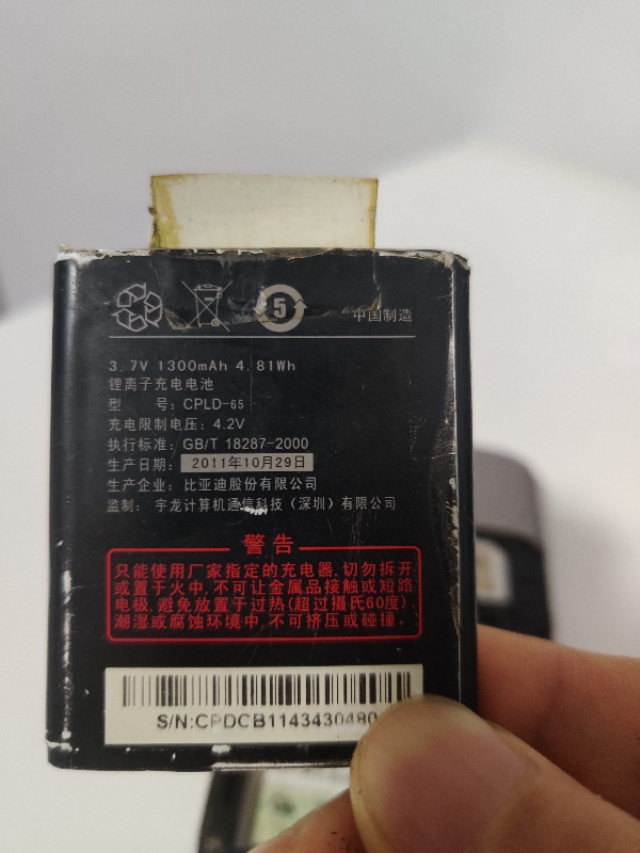 5
中国制造
3.7V 1300mAh 4.81Wh
锂离子充电电池
型 号: CPLD-65
充电限制电压: 4.2V
执行标准: GB/T 18287-2000
生产日期: 2011年10月29日
生产企业: 比亚迪股份有限公司
监制: 宇龙计算机通信科技(深圳)有限公司
警告
只能使用厂家指定的充电器,切勿拆开
或置于火中,不可让金属品接触或短路
电极,避免放置于过热(超过摄氏60度)、
潮湿或腐蚀环境中,不可挤压或碰撞。
S/N:CPDCB1143430480